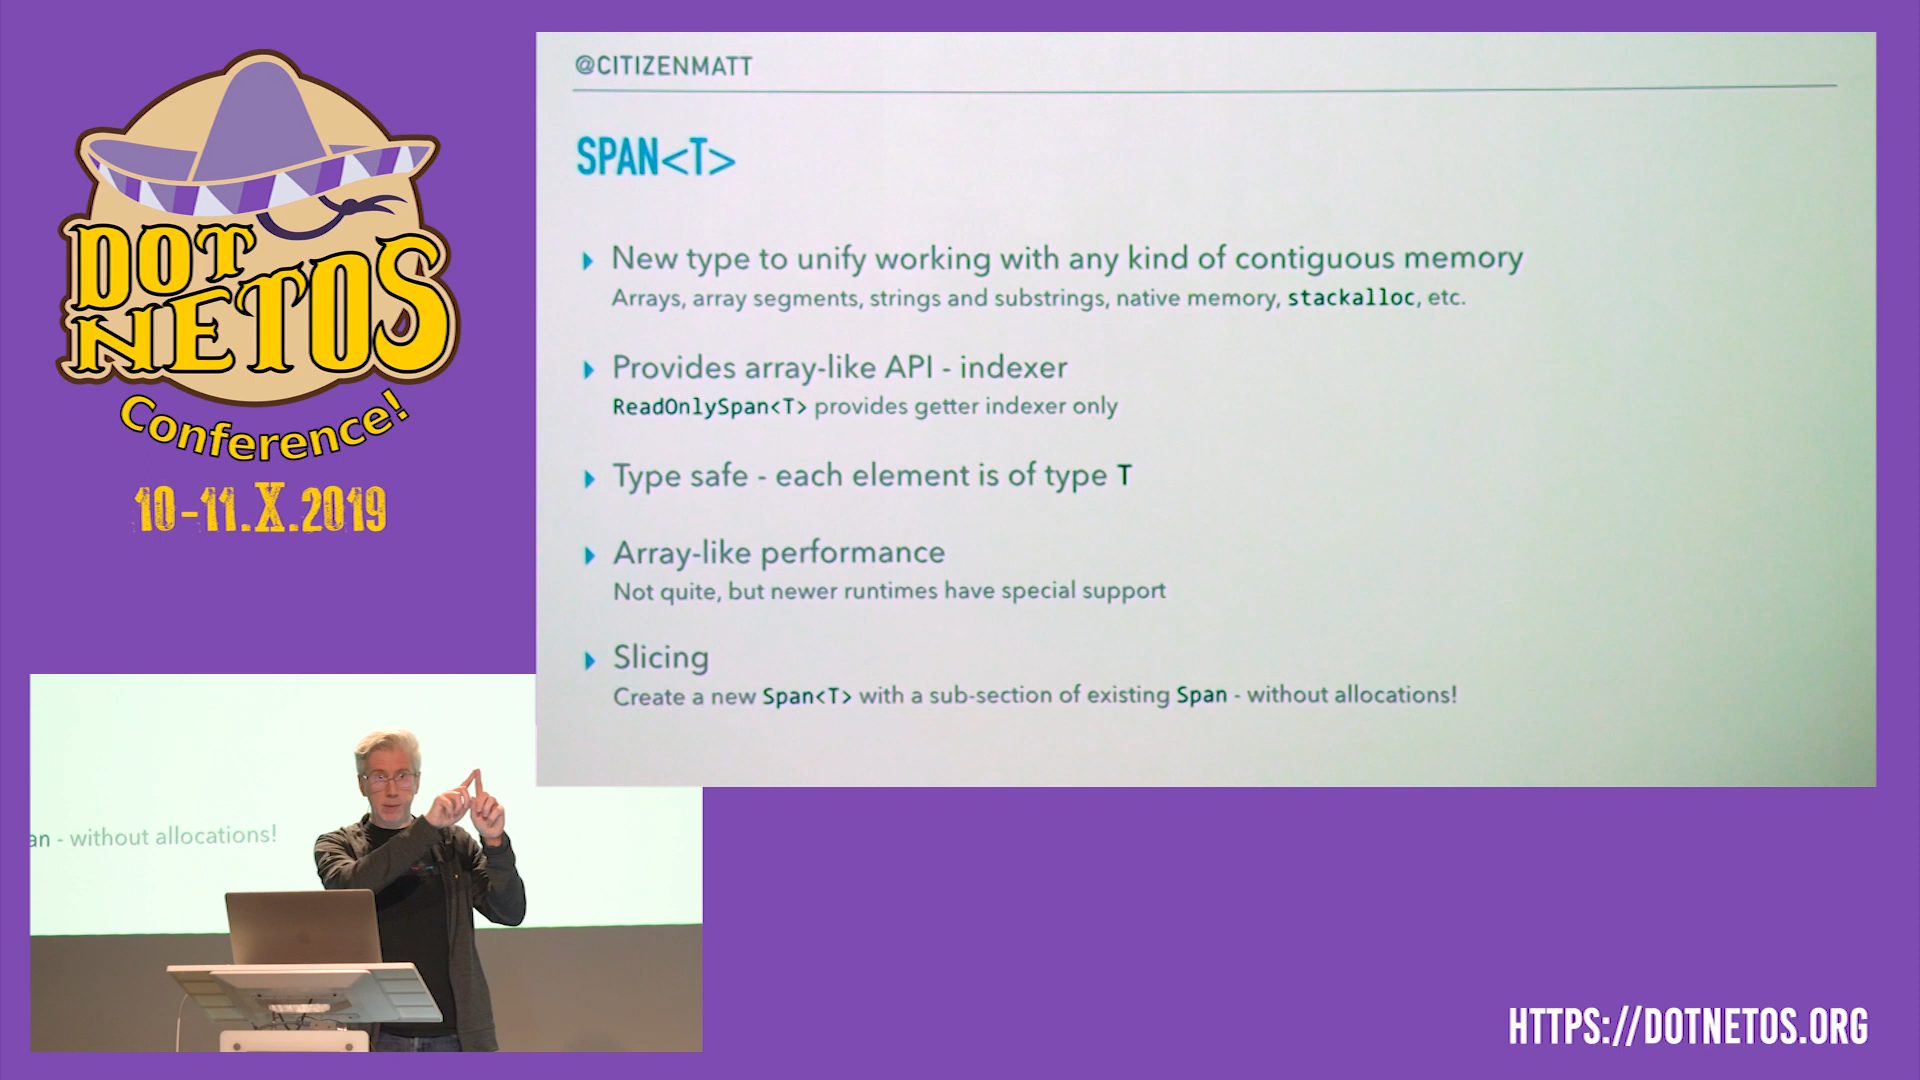 DOT
NETOS
Conference!
10-11.X.2019
@CITIZENMATT
SPAN<T>
New type to unify working with any kind of contiguous memory
Arrays, array segments, strings and substrings, native memory, stackalloc, etc.
Provides array-like API - indexer
ReadOnlySpan<T> provides getter indexer only
Type safe - each element is of type T
Array-like performance
Not quite, but newer runtimes have special support
Slicing
Create a new Span<T> with a sub-section of existing Span - without allocations!
an - without allocations!
HTTPS://DOTNETOS.ORG